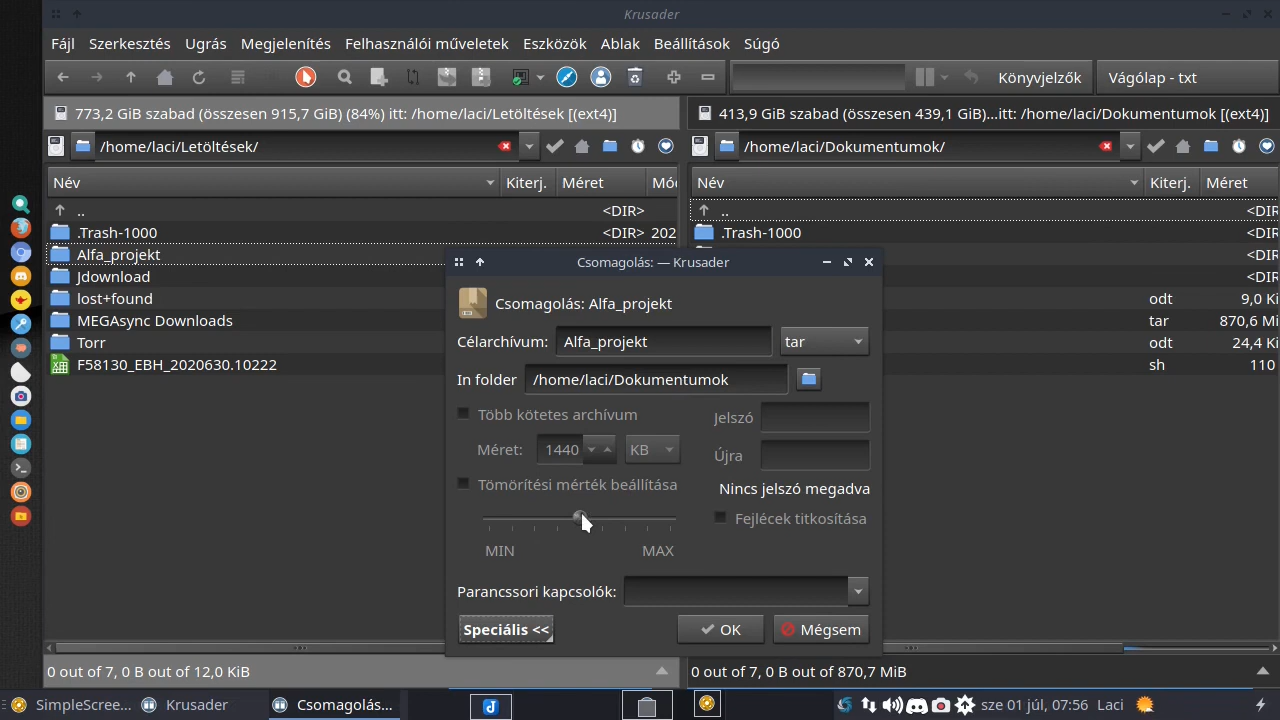 Krusader
Fájl Szerkesztés Ugrás Megjelenítés Felhasználói műveletek Eszközök Ablak Beállítások Súgó
Könyvjelzők Vágólap - txt
773,2 GiB szabad (összesen 915,7 GiB) (84%) itt: /home/laci/Letöltések [(ext4)]
413,9 GiB szabad (összesen 439,1 GiB)...itt: /home/laci/Dokumentumok [(ext4)]
/home/laci/Letöltések/
/home/laci/Dokumentumok/
Név Kiterj. Méret Mód
Név Kiterj. Méret
.. <DIR>
.. <DIR>
.Trash-1000 <DIR> 202
.Trash-1000 <DIR>
Alfa_projekt
Jdownload
<DIR>
lost+found
odt 9,0 Ki
MEGAsync Downloads
tar 870,6 Mi
Torr
odt 24,4 Ki
F58130_EBH_2020630.10222
sh 110
Csomagolás: — Krusader
Csomagolás: Alfa_projekt
Célarchívum: Alfa_projekt tar
In folder /home/laci/Dokumentumok
Több kötetes archívum
Jelszó
Méret: 1440 KB
Újra
Tömörítési mérték beállítása
Nincs jelszó megadva
Fejlécek titkosítása
MIN MAX
Parancssori kapcsolók:
Speciális << OK Mégsem
0 out of 7, 0 B out of 12,0 KiB
0 out of 7, 0 B out of 870,7 MiB
SimpleScree... Krusader Csomagolás... sze 01 júl, 07:56 Laci